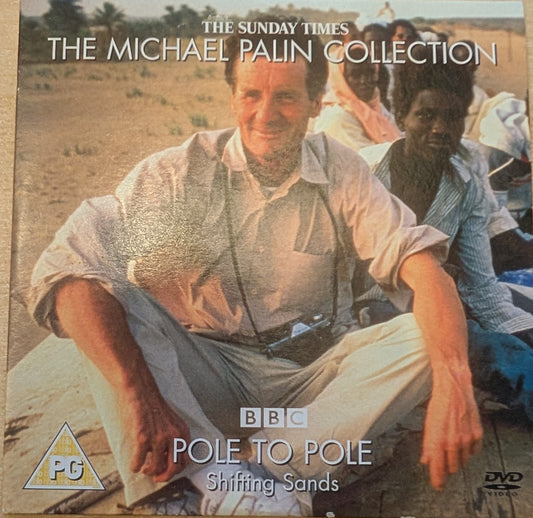 THE SUNDAY TIMES
THE MICHAEL PALIN COLLECTION
BBC
POLE TO POLE
Shifting Sands
PG
DVD
VIDEO